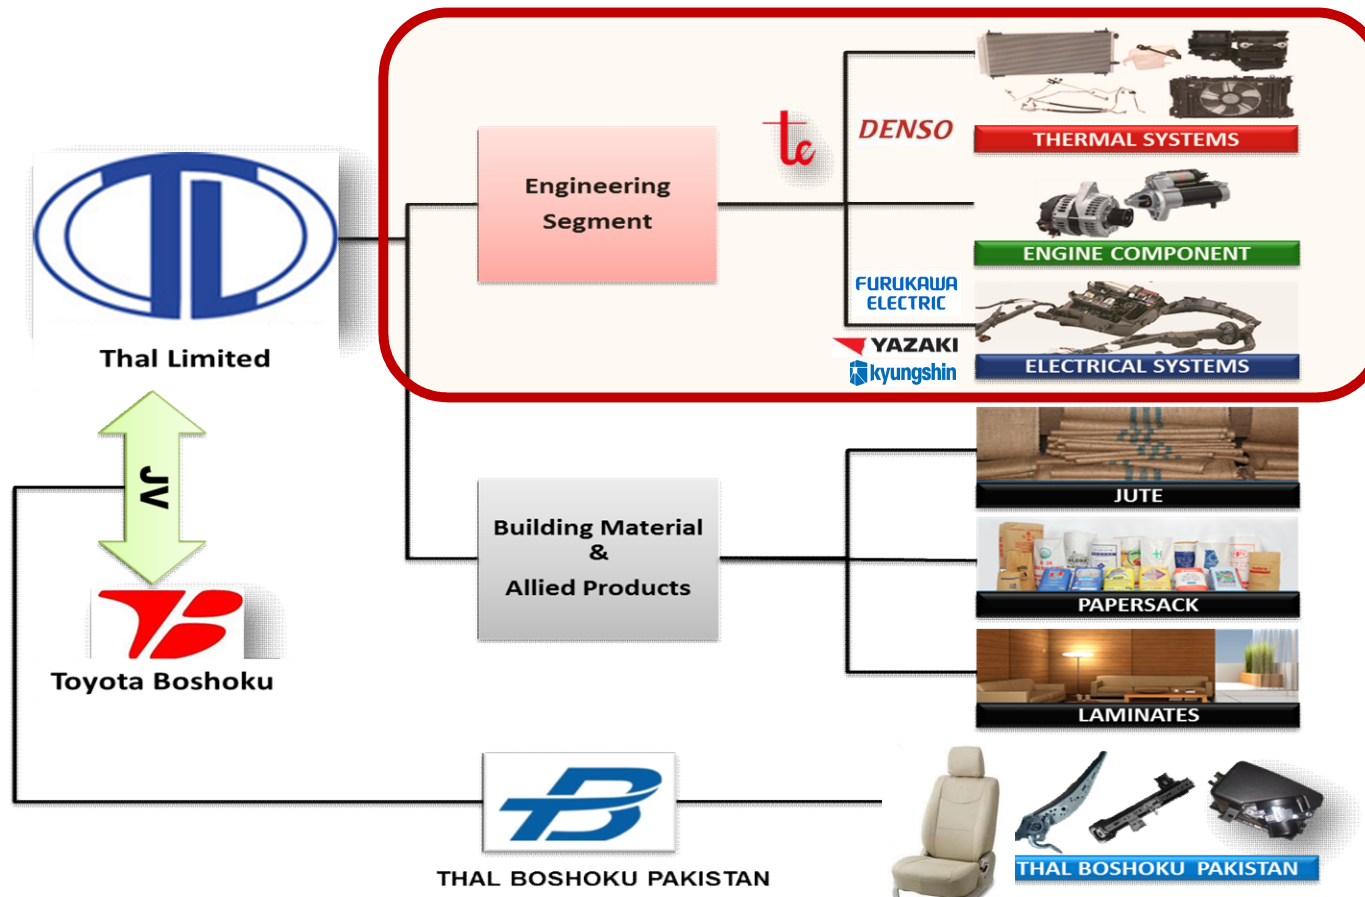 Thal Limited
JV
Toyota Boshoku
Engineering
Segment
tc
DENSO
THERMAL SYSTEMS
ENGINE COMPONENT
FURUKAWA
ELECTRIC
YAZAKI
kyungshin
ELECTRICAL SYSTEMS
Building Material
&
Allied Products
JUTE
PAPERSACK
LAMINATES
THAL BOSHOKU PAKISTAN
THAL BOSHOKU PAKISTAN